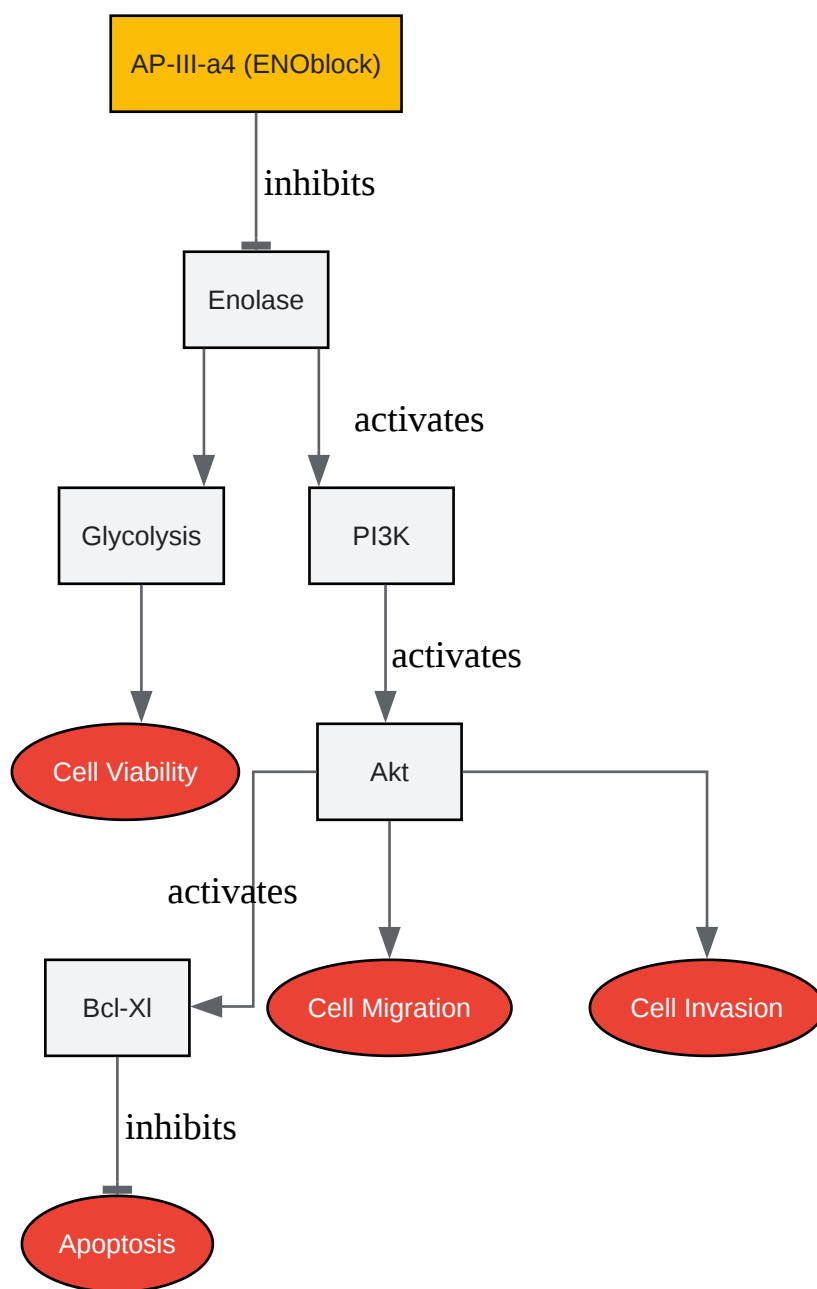 AP-III-a4 (ENOblock)
inhibits
Enolase
activates
Glycolysis
PI3K
activates
Cell Viability
Akt
activates
Bcl-Xl
Cell Migration
Cell Invasion
inhibits
Apoptosis